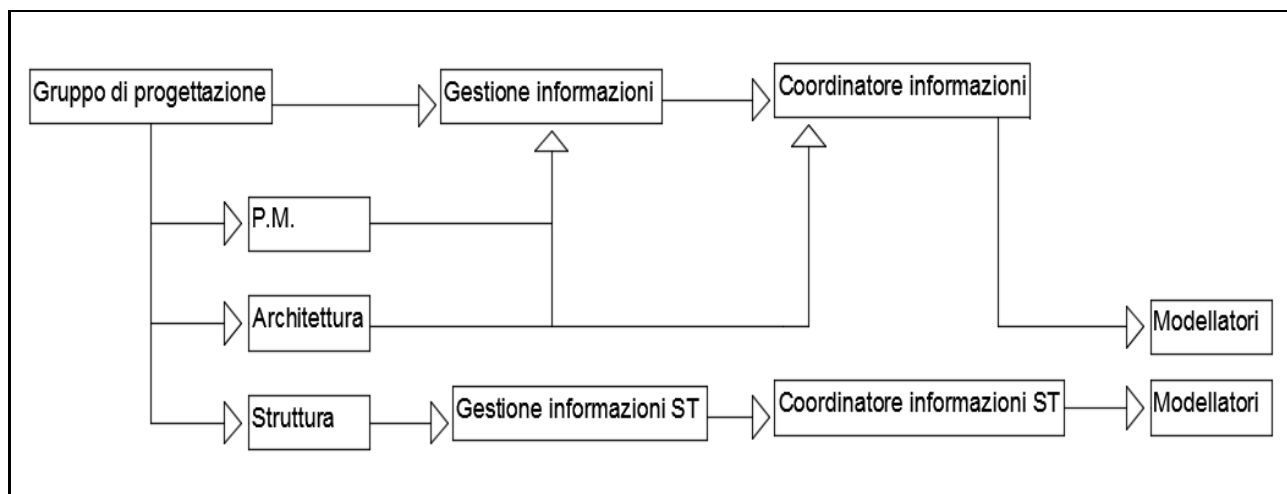 Gruppo di progettazione
Gestione informazioni
Coordinatore informazioni
P.M.
Architettura
Modellatori
Struttura
Gestione informazioni ST
Coordinatore informazioni ST
Modellatori